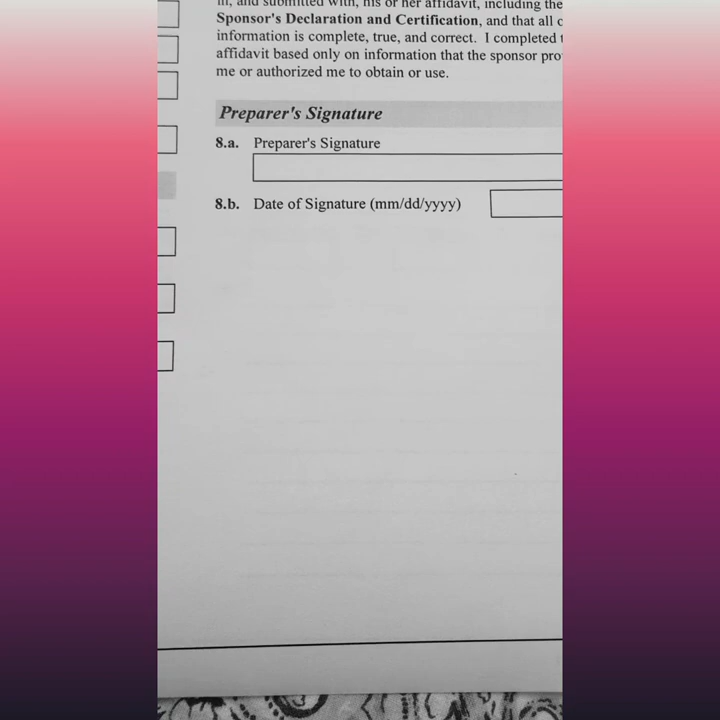 in, and submitted with, his or her affidavit, including the
Sponsor's Declaration and Certification, and that all
information is complete, true, and correct. I completed
affidavit based only on information that the sponsor
me or authorized me to obtain or use.
Preparer's Signature
8.a. Preparer's Signature
8.b. Date of Signature (mm/dd/yyyy)